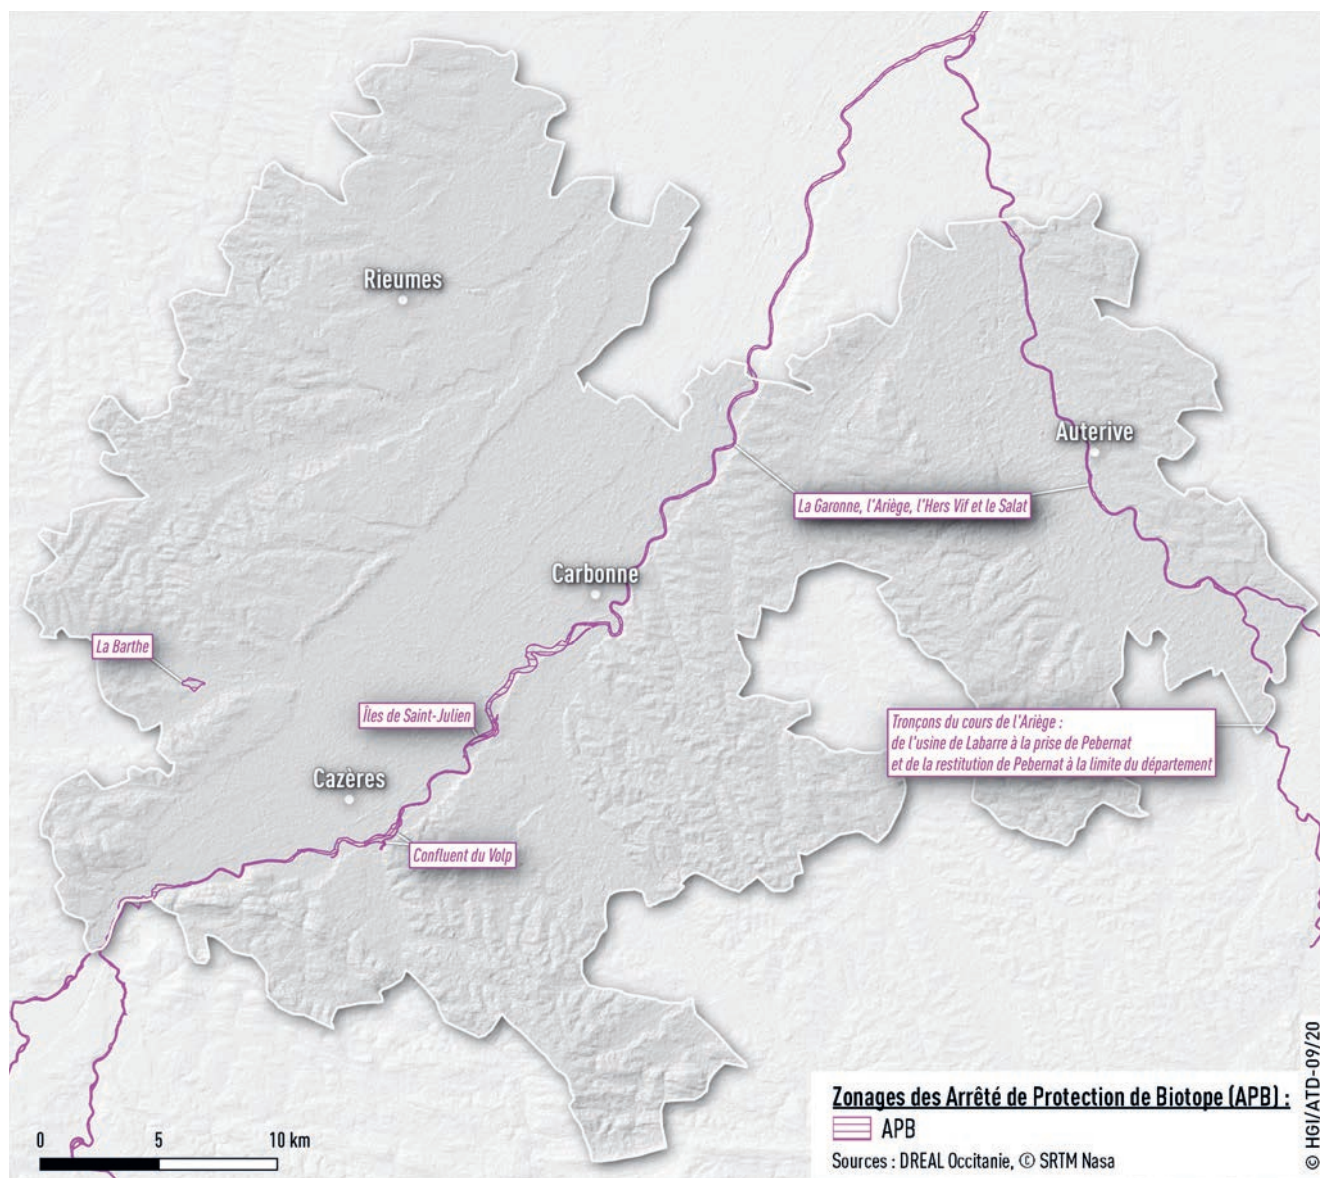 Rieumes
Auterive
La Garonne, l'Ariège, l'Hers Vif et le Salat
Carbonne
La Barthe
Îles de Saint-Julien
Tronçons du cours de l'Ariège :
de l'usine de Labarre à la prise de Pebernat
et de la restitution de Pebernat à la limite du département
Cazères
Confluent du Volp
0 5 10 km
Zonages des Arrêté de Protection de Biotope (APB) :
APB
Sources : DREAL Occitanie, © SRTM Nasa
© HGI/ATD-09/20